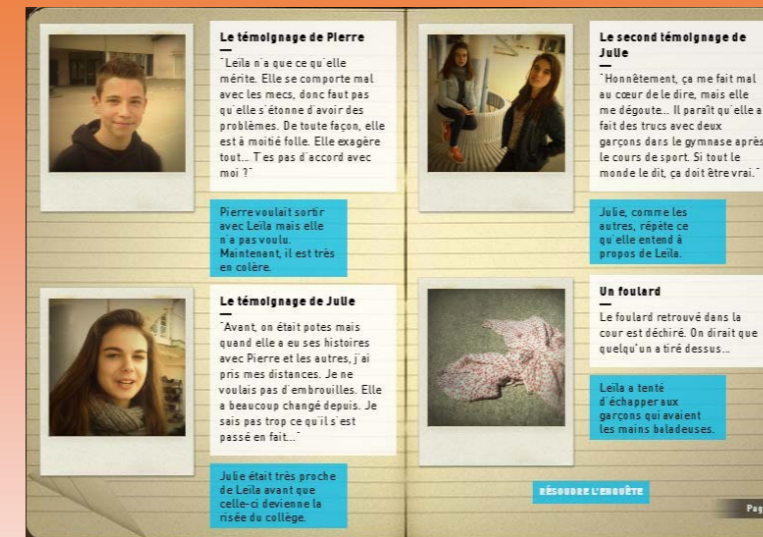 Le témoignage de Pierre
"Leïla n'a que ce qu'elle
mérite. Elle se comporte mal
avec les mecs, donc faut pas
qu'elle s'étonne d'avoir des
problèmes. De toute façon, elle
est à moitié folle. Elle exagère
tout... T'es pas d'accord avec
moi ?"
Pierre voulait sortir
avec Leïla mais elle
n'a pas voulu.
Maintenant, il est très
en colère.
Le témoignage de Julie
"Avant, on était potes mais
quand elle a eu ses histoires
avec Pierre et les autres, j'ai
pris mes distances. Je ne
voulais pas d'embrouilles. Elle
a beaucoup changé depuis. Je
sais pas trop ce qu'il s'est
passé en fait..."
Julie était très proche
de Leïla avant que
celle-ci devienne la
risée du collège.
Le second témoignage de
Julie
"Honnêtement, ça me fait mal
au cœur de le dire, mais elle
me dégoute... Il paraît qu'elle a
fait des trucs avec deux
garçons dans le gymnase après
le cours de sport. Si tout le
monde le dit, ça doit être vrai."
Julie, comme les
autres, répète ce
qu'elle entend à
propos de Leïla.
Un foulard
Le foulard retrouvé dans la
cour est déchiré. On dirait que
quelqu'un a tiré dessus...
Leïla a tenté
d'échapper aux
garçons qui avaient
les mains baladeuses.
RÉSOUDRE L'ENQUÊTE
Pag